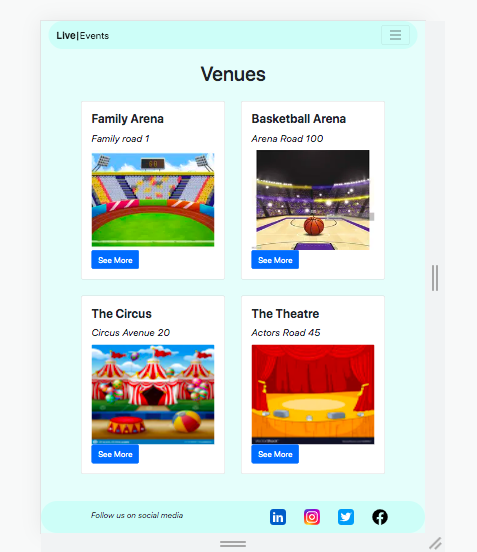 Live|Events
Venues
Family Arena
Family road 1
See More
Basketball Arena
Arena Road 100
See More
The Circus
Circus Avenue 20
See More
The Theatre
Actors Road 45
See More
Follow us on social media